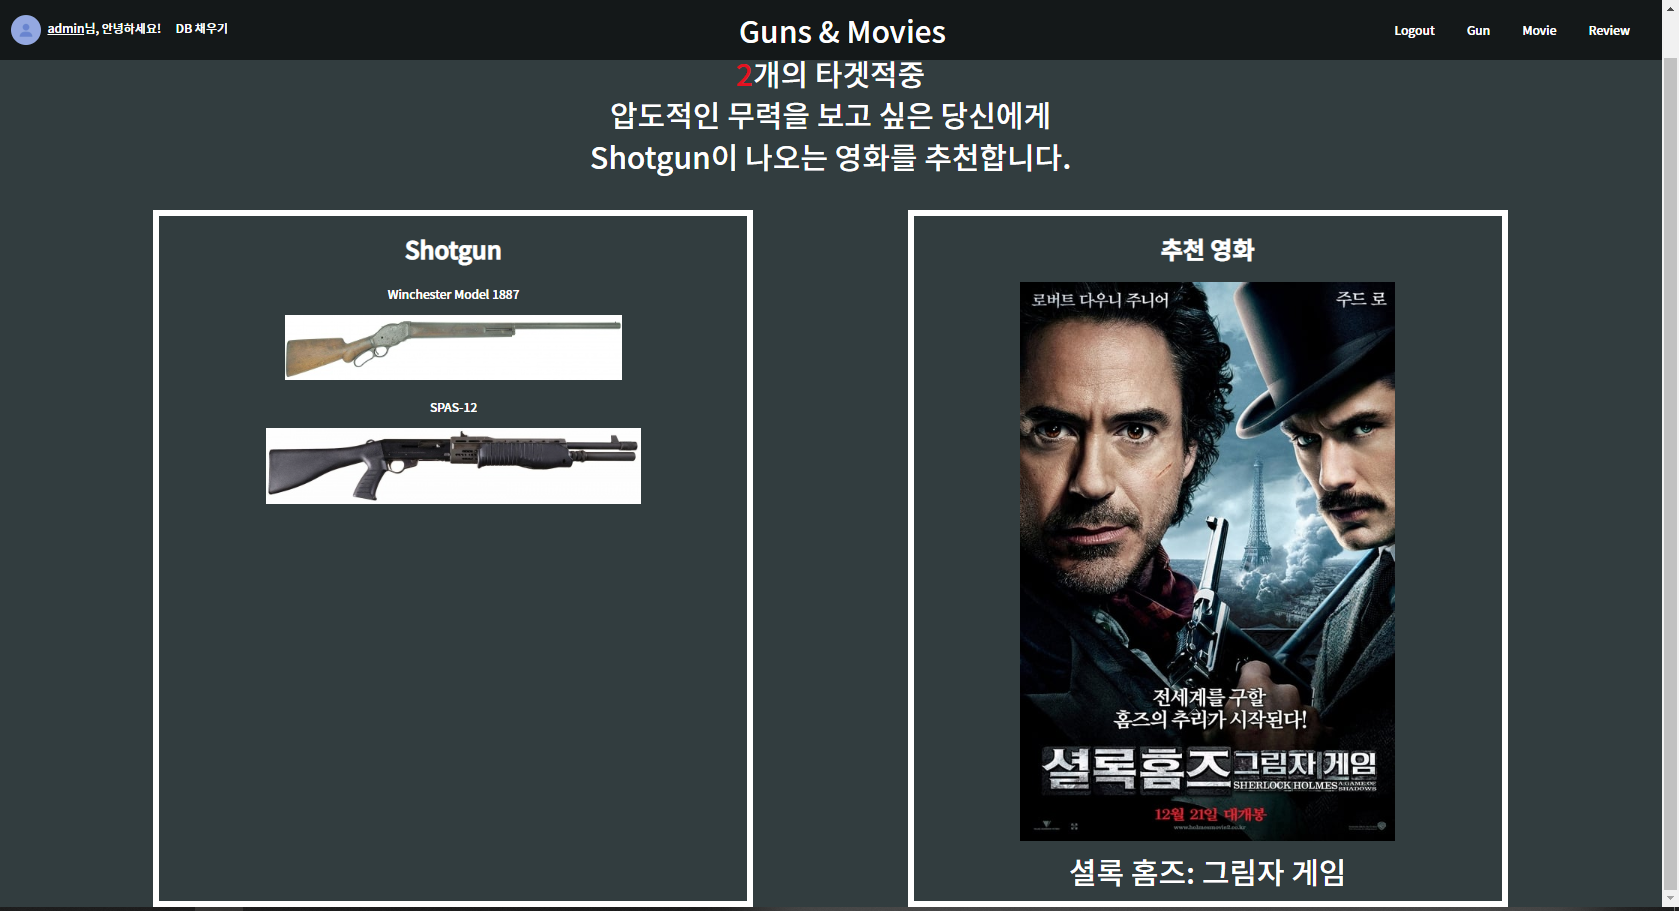 admin님, 안녕하세요! DB 채우기
Guns & Movies
Logout Gun Movie Review
2개의 타겟적중
압도적인 무력을 보고 싶은 당신에게
Shotgun이 나오는 영화를 추천합니다.
Shotgun
Winchester Model 1887
SPAS-12
추천 영화
로버트 다우니 주니어 주드 로
전세계를 구할
홈즈의 추리가 시작된다!
셜록홈즈 그림자 게임
SHERLOCK HOLMES A GAME OF SHADOWS
12월 21일 대개봉
셜록 홈즈: 그림자 게임